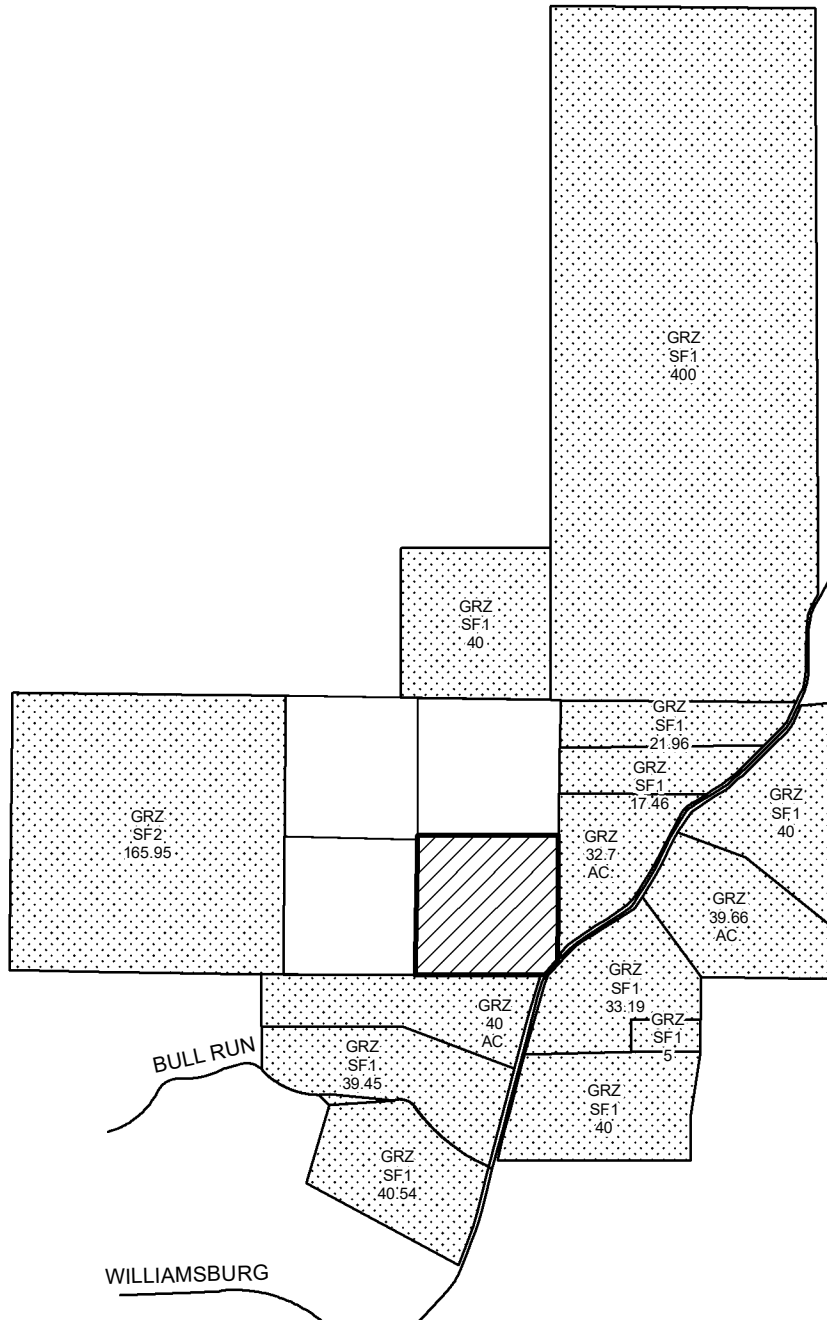 GRZ
SF1
400
GRZ
SF1
40
GRZ
SF1
21.96
GRZ
SF1
17.46
GRZ
SF2
165.95
GRZ
SF1
40
GRZ
32.7
AC
GRZ
39.66
AC
GRZ
SF1
33.19
GRZ
40
AC
GRZ
SF1
5
BULL RUN
GRZ
SF1
39.45
GRZ
SF1
40
GRZ
SF1
40.54
WILLIAMSBURG